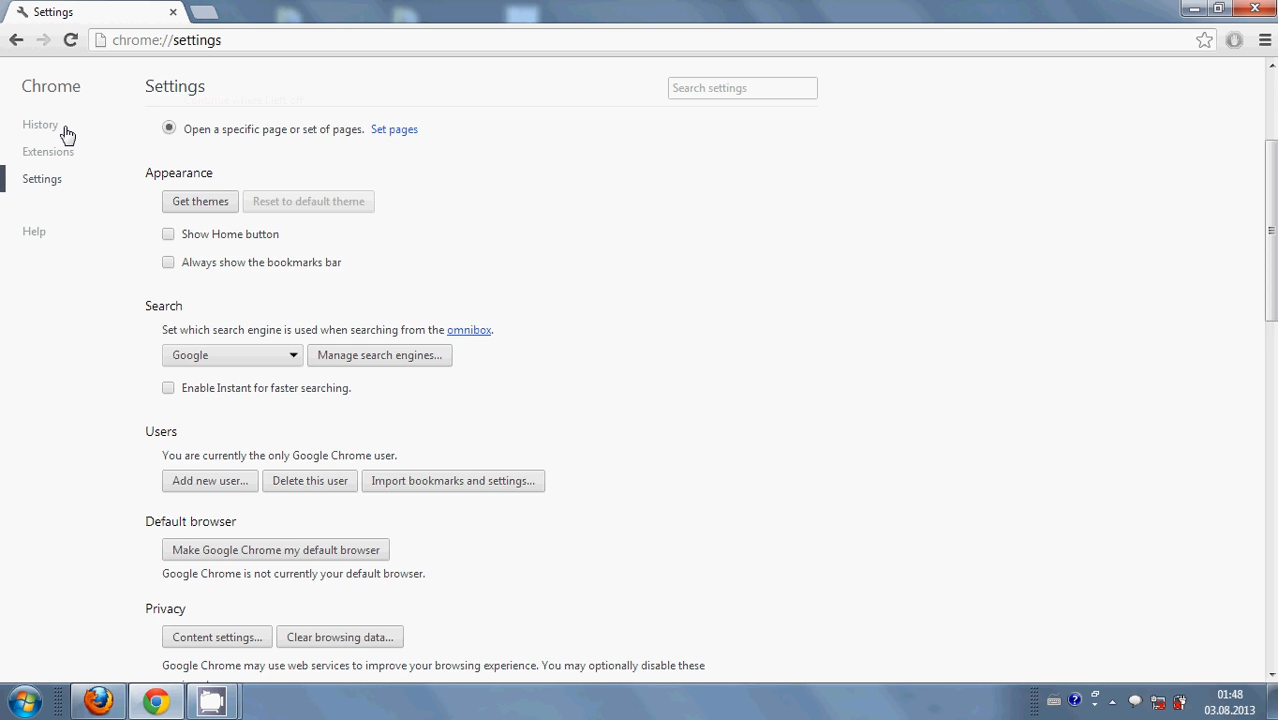 Settings
chrome://settings
Chrome
Settings
Search settings
History
Open a specific page or set of pages. Set pages
Extensions
Appearance
Settings
Get themes
Reset to default theme
Help
Show Home button
Always show the bookmarks bar
Search
Set which search engine is used when searching from the omnibox.
Google
Manage search engines...
Enable Instant for faster searching.
Users
You are currently the only Google Chrome user.
Add new user...
Delete this user
Import bookmarks and settings...
Default browser
Make Google Chrome my default browser
Google Chrome is not currently your default browser.
Privacy
Content settings...
Clear browsing data...
Google Chrome may use web services to improve your browsing experience. You may optionally disable these
01:48
03.08.2013